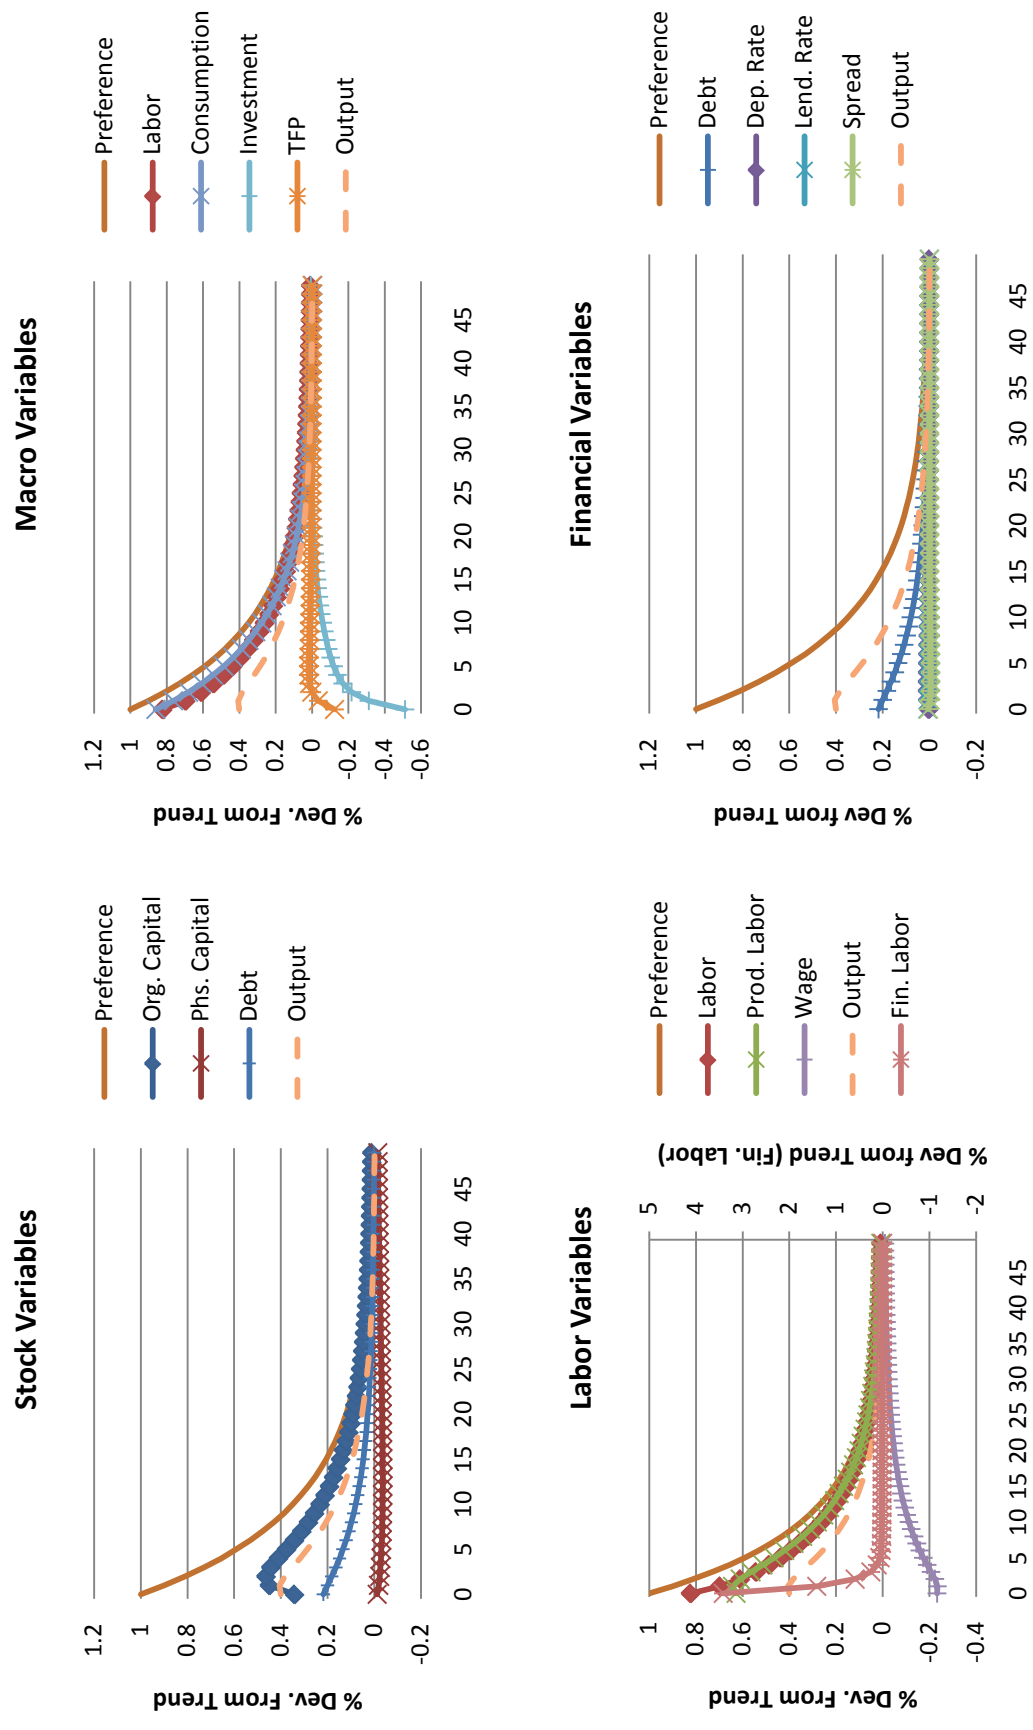 Stock Variables
% Dev. From Trend
1.2
1
0.8
0.6
0.4
0.2
0
-0.2
0 5 10 15 20 25 30 35 40 45
Preference
Org. Capital
Phs. Capital
Debt
Output
Macro Variables
% Dev. From Trend
1.2
1
0.8
0.6
0.4
0.2
0
-0.2
-0.4
-0.6
0 5 10 15 20 25 30 35 40 45
Preference
Labor
Consumption
Investment
TFP
Output
Labor Variables
% Dev. From Trend
1
0.8
0.6
0.4
0.2
0
-0.2
-0.4
0 5 10 15 20 25 30 35 40 45
5
4
3
2
1
0
-1
-2
% Dev from Trend (Fin. Labor)
Preference
Labor
Prod. Labor
Wage
Output
Fin. Labor
Financial Variables
% Dev from Trend
1.2
1
0.8
0.6
0.4
0.2
0
-0.2
0 5 10 15 20 25 30 35 40 45
Preference
Debt
Dep. Rate
Lend. Rate
Spread
Output